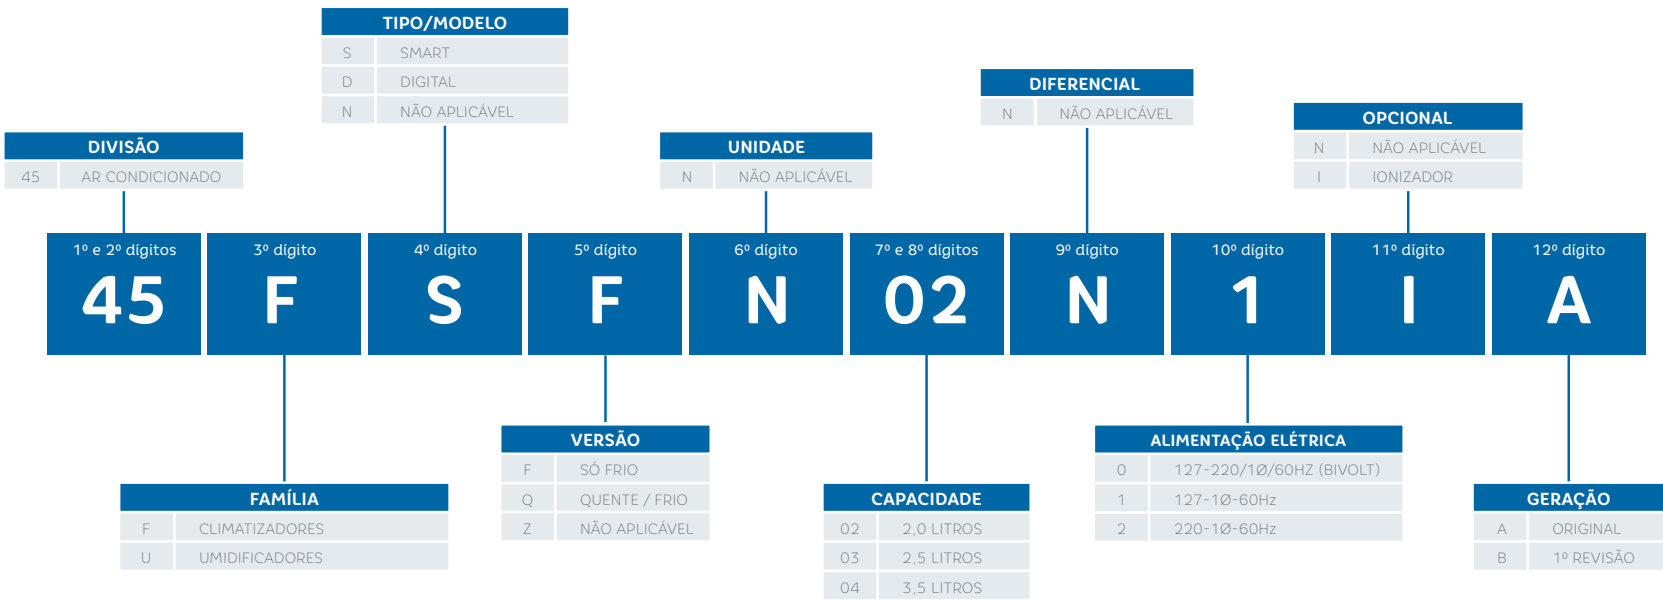 TIPO/MODELO
S SMART
D DIGITAL
N NÃO APLICÁVEL
DIFERENCIAL
N NÃO APLICÁVEL
OPCIONAL
N NÃO APLICÁVEL
I IONIZADOR
DIVISÃO
45 AR CONDICIONADO
UNIDADE
N NÃO APLICÁVEL
1º e 2º dígitos
45
3º dígito
F
4º dígito
S
5º dígito
F
6º dígito
N
7º e 8º dígitos
02
9º dígito
N
10º dígito
1
11º dígito
I
12º dígito
A
FAMÍLIA
F CLIMATIZADORES
U UMIDIFICADORES
VERSÃO
F SÓ FRIO
Q QUENTE / FRIO
Z NÃO APLICÁVEL
CAPACIDADE
02 2,0 LITROS
03 2,5 LITROS
04 3,5 LITROS
ALIMENTAÇÃO ELÉTRICA
0 127-220/1Ø/60HZ (BIVOLT)
1 127-1Ø-60Hz
2 220-1Ø-60Hz
GERAÇÃO
A ORIGINAL
B 1º REVISÃO